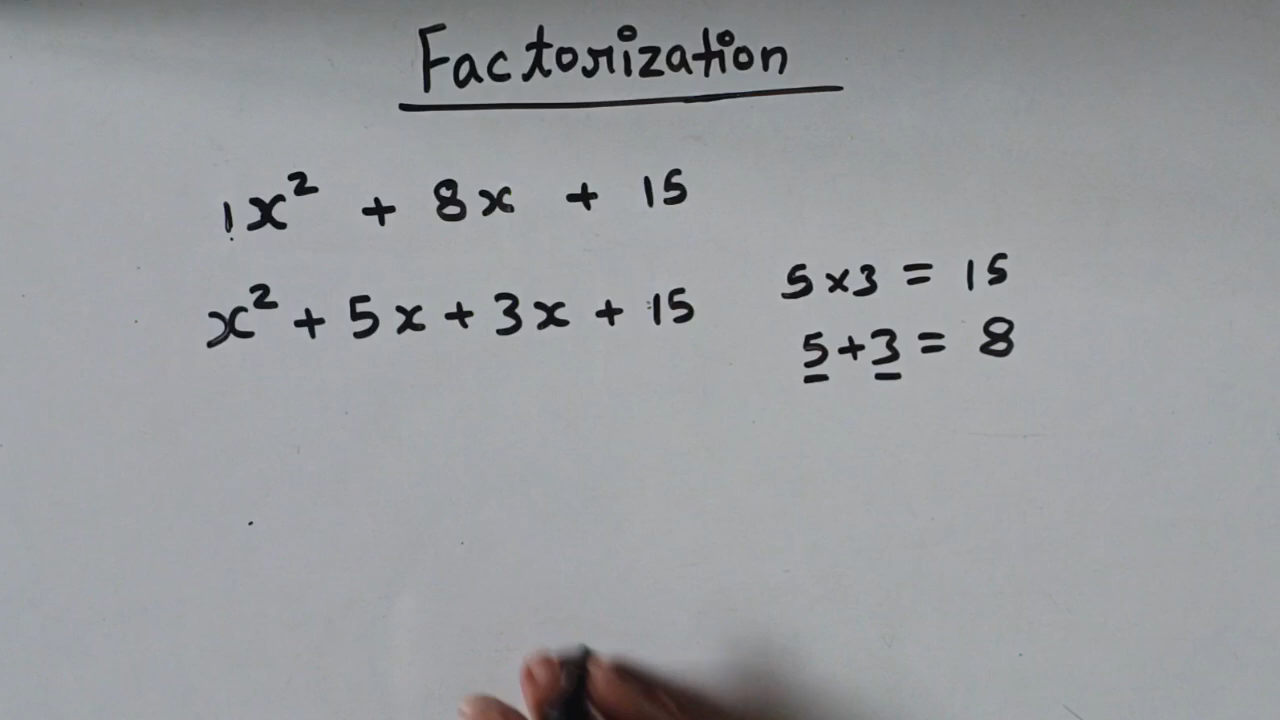 Factorization
1x² + 8x + 15
x² + 5x + 3x + 15
5 × 3 = 15
5 + 3 = 8